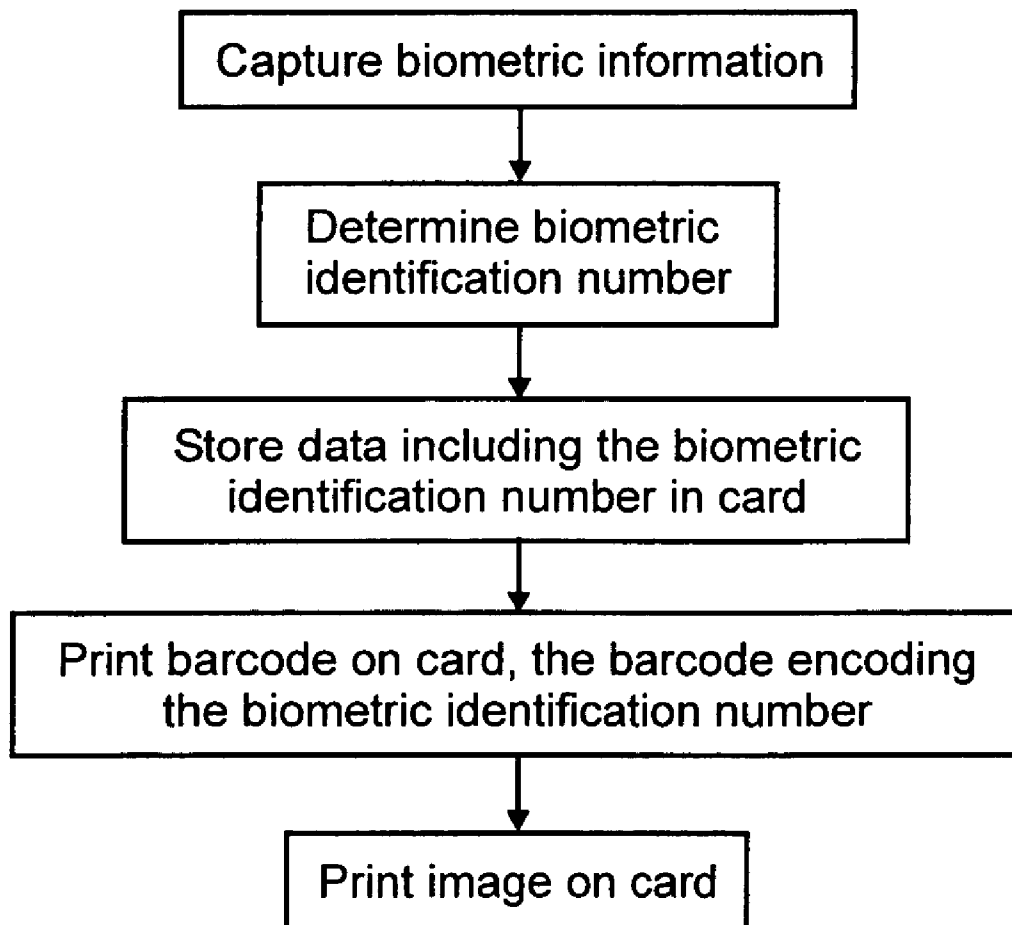 Capture biometric information
Determine biometric
identification number
Store data including the biometric
identification number in card
Print barcode on card, the barcode encoding
the biometric identification number
Print image on card